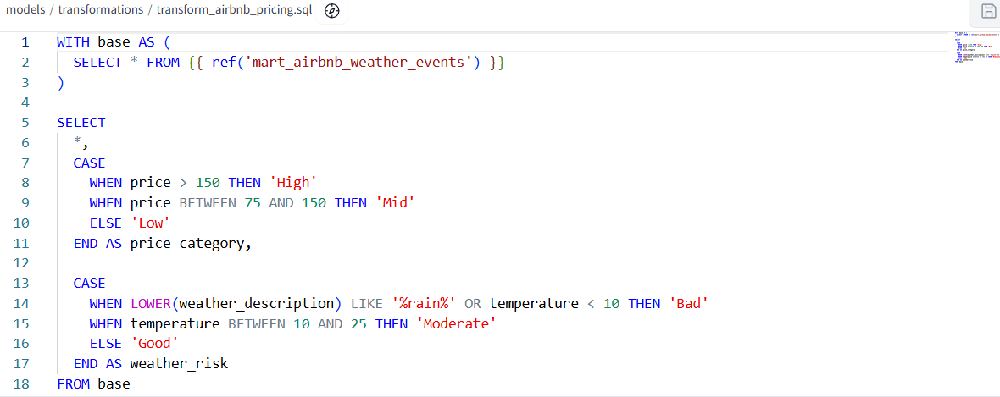 models / transformations / transform_airbnb_pricing.sql
1 WITH base AS (
2   SELECT * FROM {{ ref('mart_airbnb_weather_events') }}
3 )
4
5 SELECT
6   *,
7   CASE
8     WHEN price > 150 THEN 'High'
9     WHEN price BETWEEN 75 AND 150 THEN 'Mid'
10     ELSE 'Low'
11   END AS price_category,
12
13   CASE
14     WHEN LOWER(weather_description) LIKE '%rain%' OR temperature < 10 THEN 'Bad'
15     WHEN temperature BETWEEN 10 AND 25 THEN 'Moderate'
16     ELSE 'Good'
17   END AS weather_risk
18 FROM base